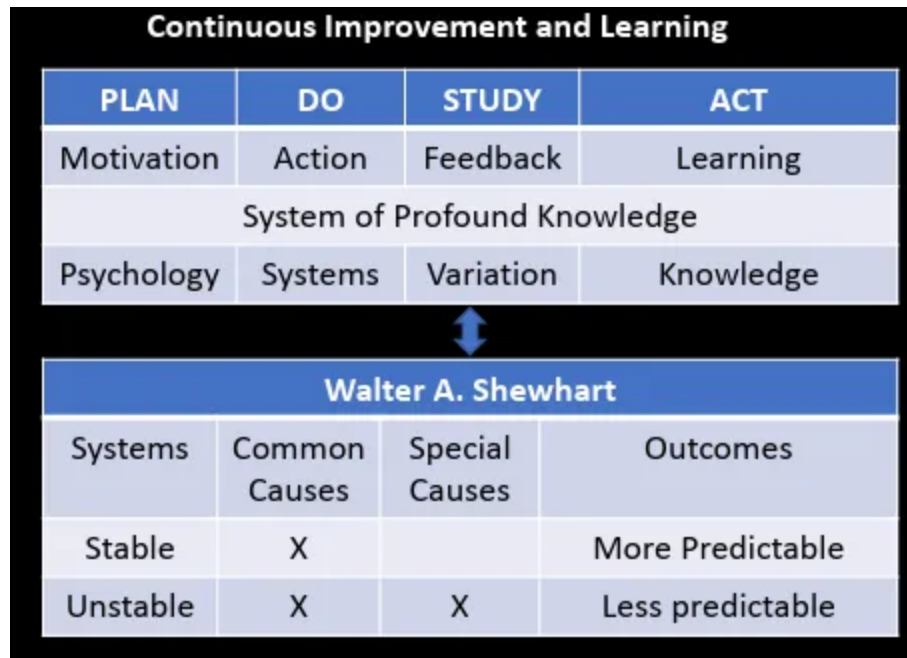 Continuous Improvement and Learning
PLAN DO STUDY ACT
Motivation Action Feedback Learning
System of Profound Knowledge
Psychology Systems Variation Knowledge
Walter A. Shewhart
Systems Common Causes Special Causes Outcomes
Stable X More Predictable
Unstable X X Less predictable